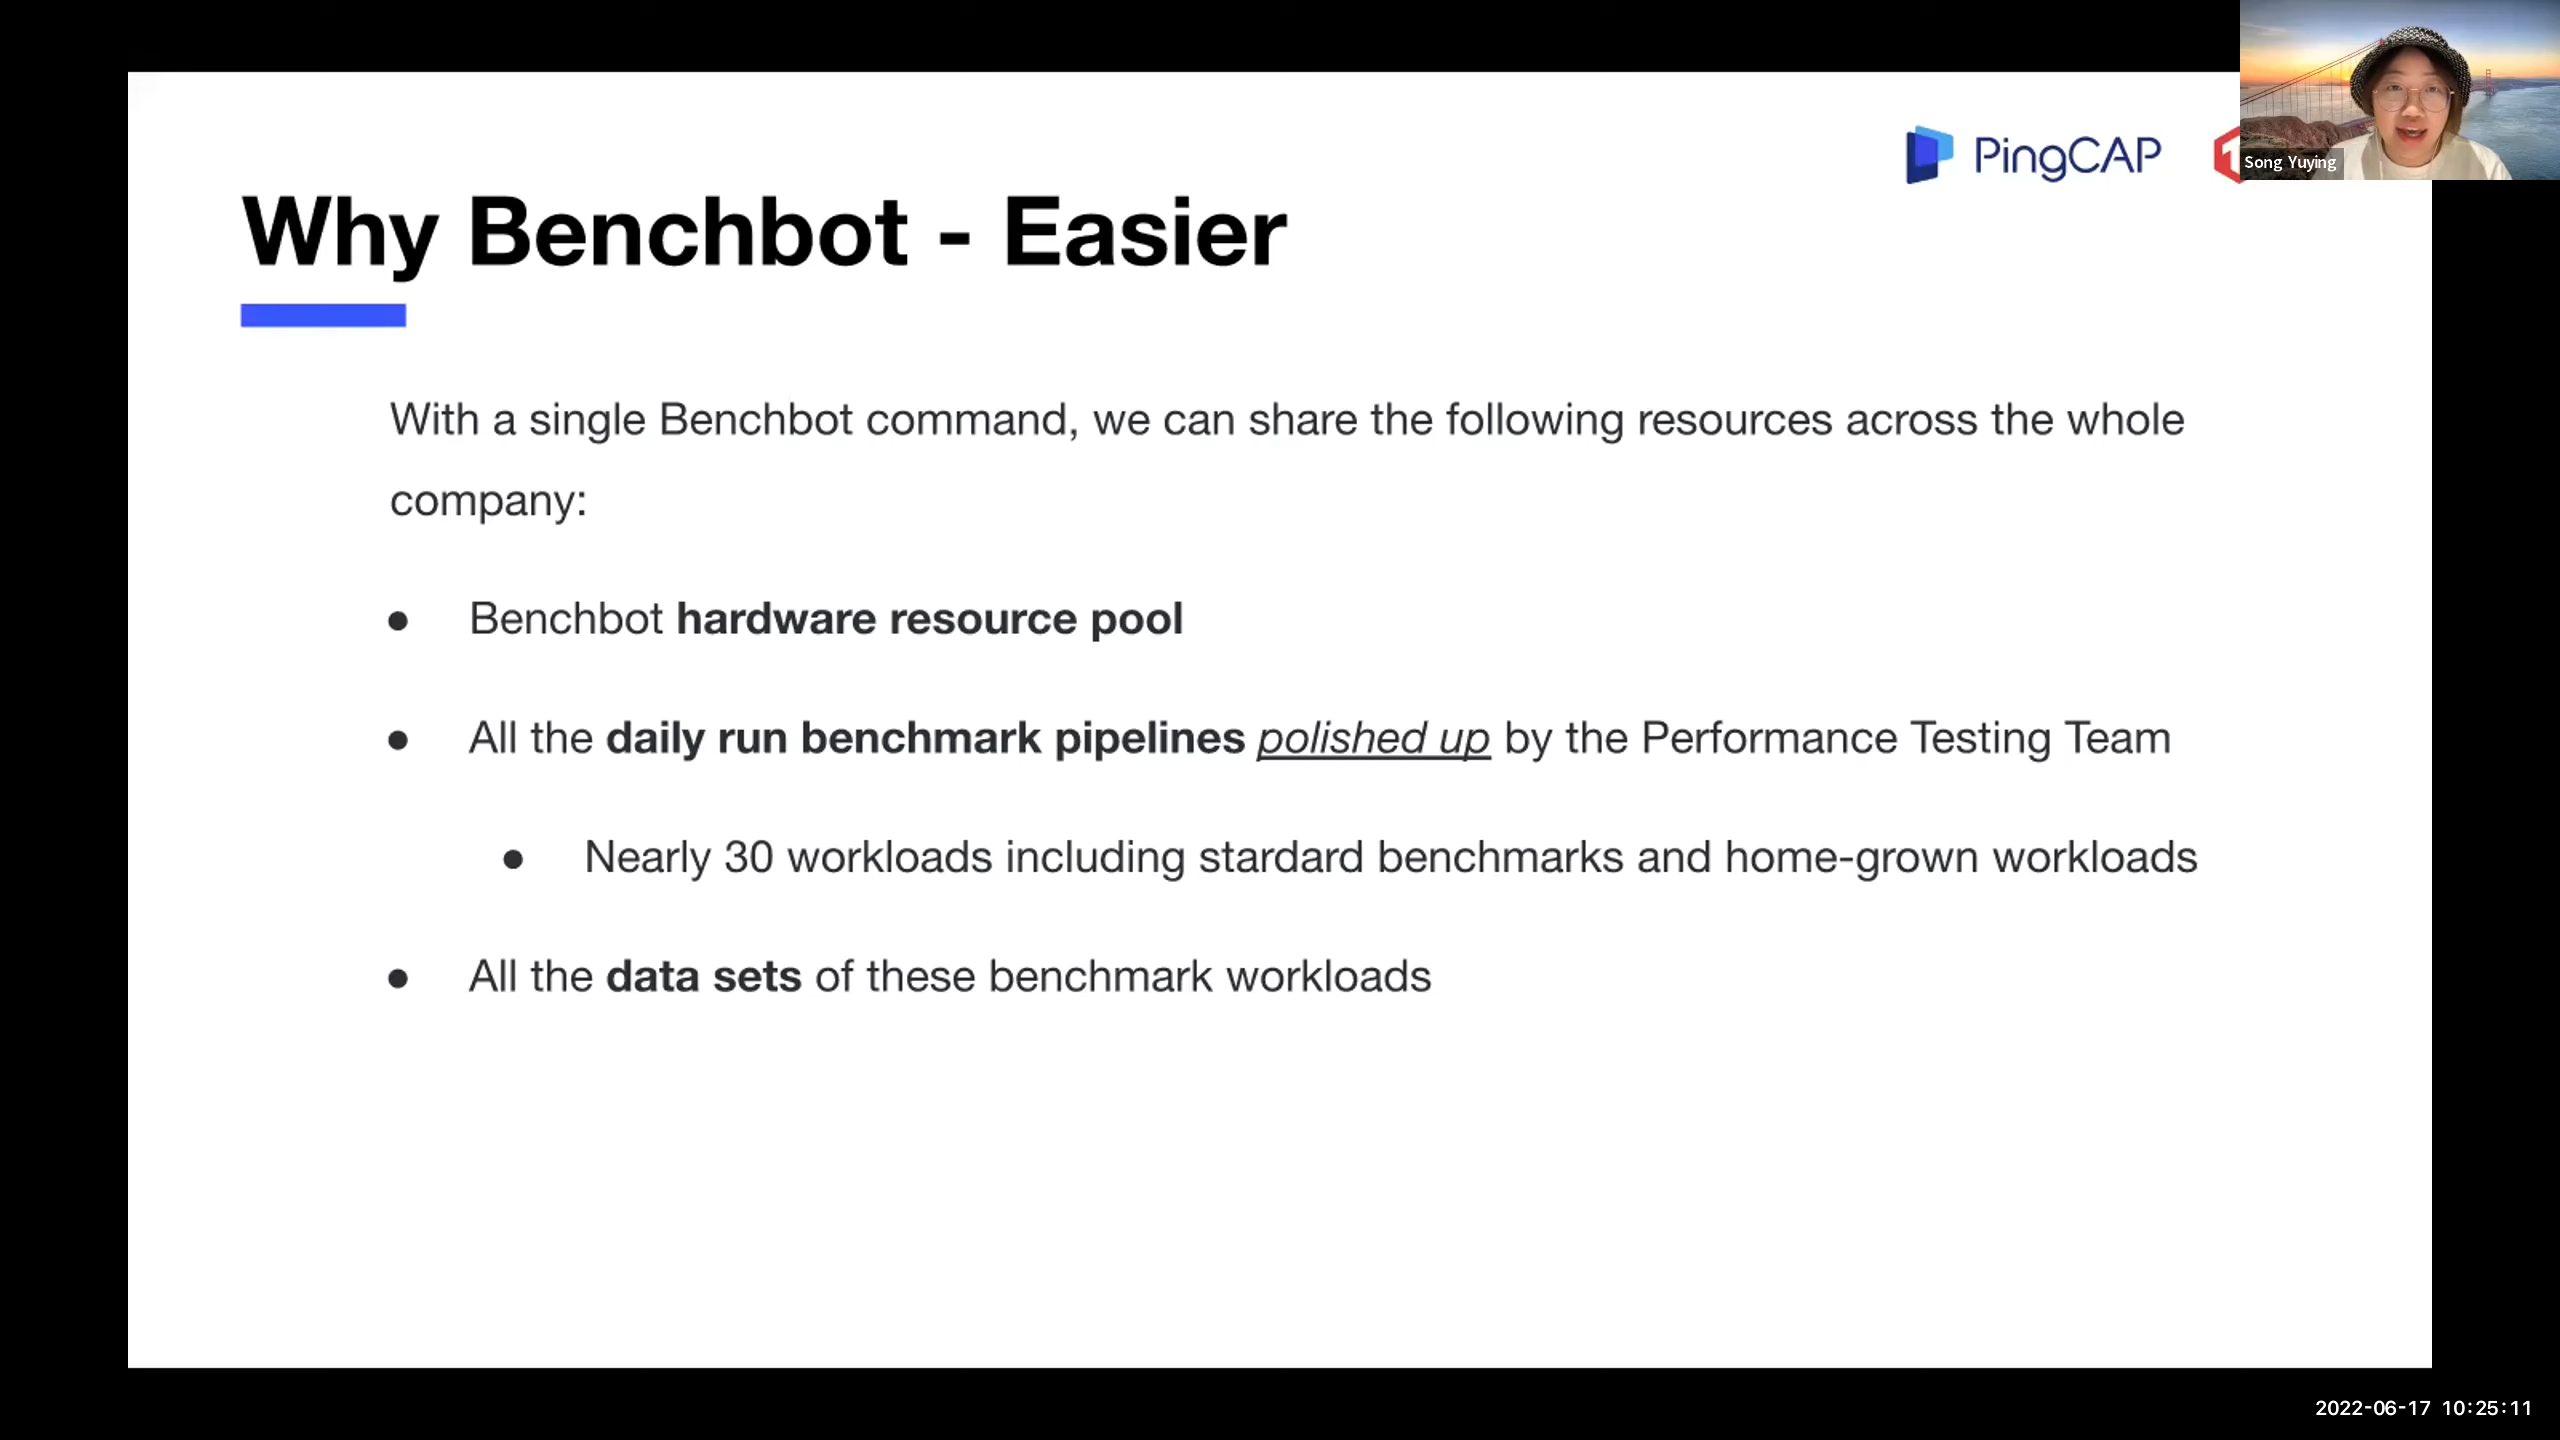 PingCAP
Song Yuying
Why Benchbot - Easier
With a single Benchbot command, we can share the following resources across the whole
company:
● Benchbot hardware resource pool
● All the daily run benchmark pipelines polished up by the Performance Testing Team
● Nearly 30 workloads including stardard benchmarks and home-grown workloads
● All the data sets of these benchmark workloads
2022-06-17 10:25:11